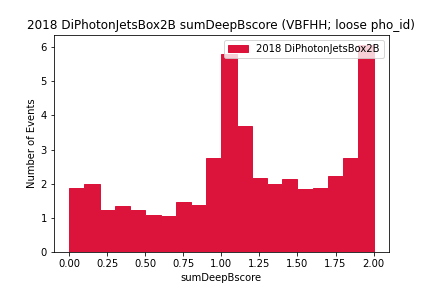 2018 DiPhotonJetsBox2B sumDeepBscore (VBFHH; loose pho_id)
2018 DiPhotonJetsBox2B
Number of Events
6
5
4
3
2
1
0
0.00 0.25 0.50 0.75 1.00 1.25 1.50 1.75 2.00
sumDeepBscore